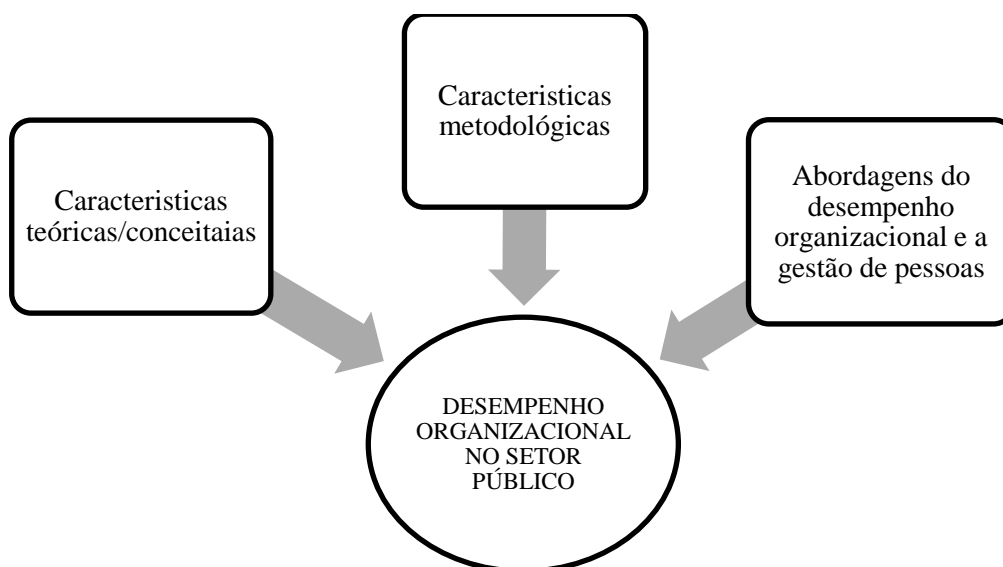 Caracteristicas
metodológicas
Caracteristicas
teóricas/conceitaias
Abordagens do
desempenho
organizacional e a
gestão de pessoas
DESEMPENHO
ORGANIZACIONAL
NO SETOR
PÚBLICO